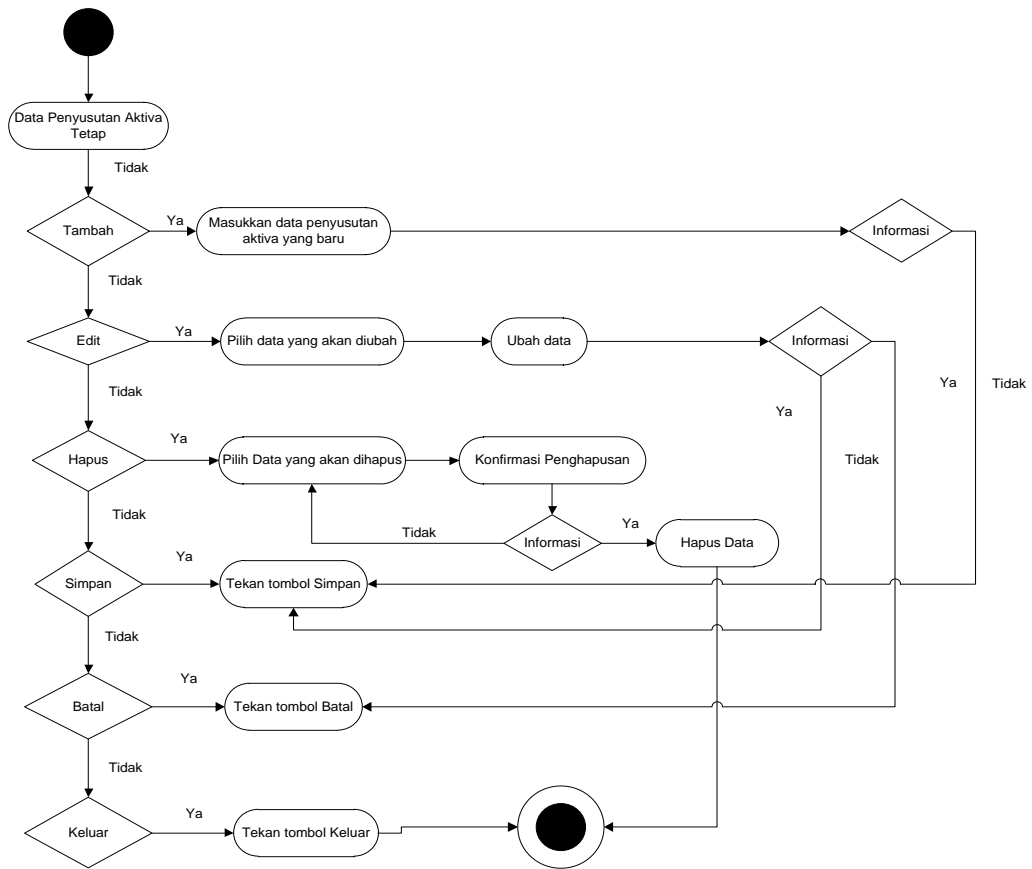 Data Penyusutan Aktiva
Tetap
Tidak
Tambah
Ya
Masukkan data penyusutan
aktiva yang baru
Informasi
Tidak
Edit
Ya
Pilih data yang akan diubah
Ubah data
Informasi
Ya
Tidak
Tidak
Ya
Hapus
Ya
Pilih Data yang akan dihapus
Konfirmasi Penghapusan
Tidak
Tidak
Tidak
Informasi
Ya
Hapus Data
Simpan
Ya
Tekan tombol Simpan
Tidak
Batal
Ya
Tekan tombol Batal
Tidak
Keluar
Ya
Tekan tombol Keluar